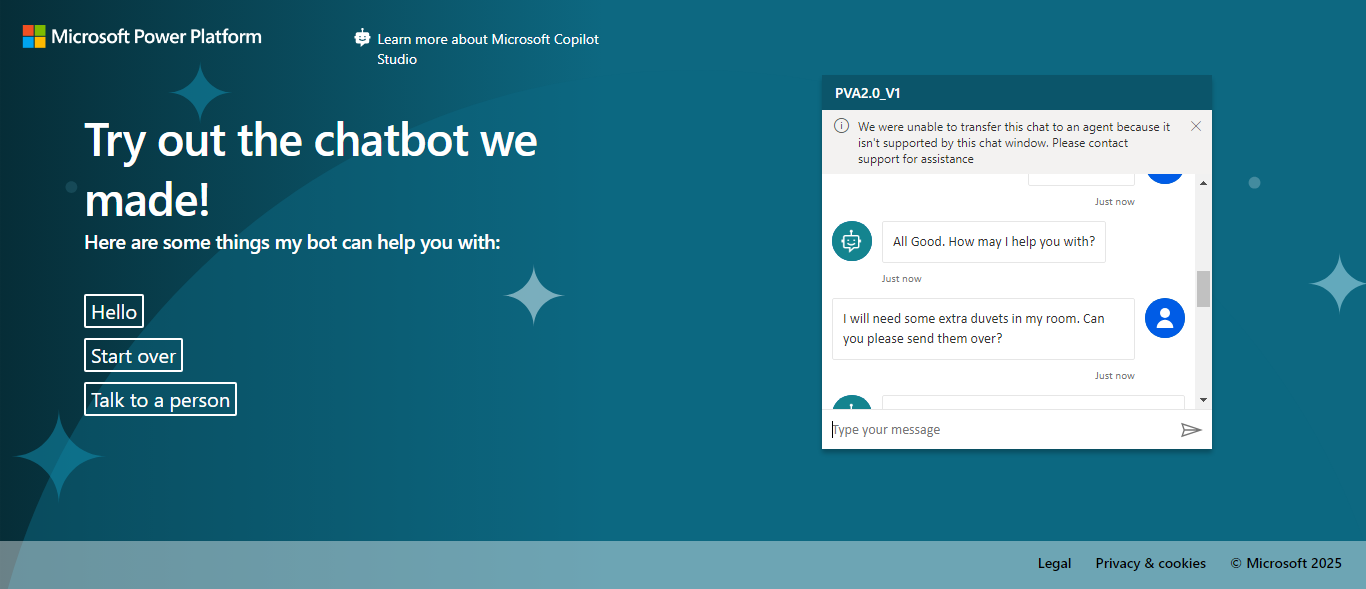 Microsoft Power Platform
Learn more about Microsoft Copilot
Studio
Try out the chatbot we
made!
Here are some things my bot can help you with:
Hello
Start over
Talk to a person
PVA2.0_V1
We were unable to transfer this chat to an agent because it
isn't supported by this chat window. Please contact
support for assistance
Just now
All Good. How may I help you with?
Just now
I will need some extra duvets in my room. Can
you please send them over?
Just now
Type your message
Legal
Privacy & cookies
© Microsoft 2025